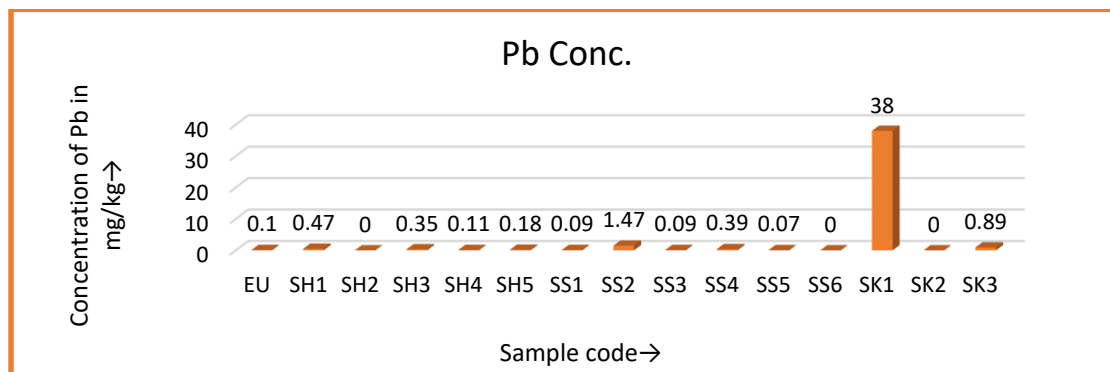 Pb Conc.
Concentration of Pb in
mg/kg→
40
30
20
10
0
38
0.1 0.47 0 0.35 0.11 0.18 0.09 1.47 0.09 0.39 0.07 0 0 0.89
EU SH1 SH2 SH3 SH4 SH5 SS1 SS2 SS3 SS4 SS5 SS6 SK1 SK2 SK3
Sample code→